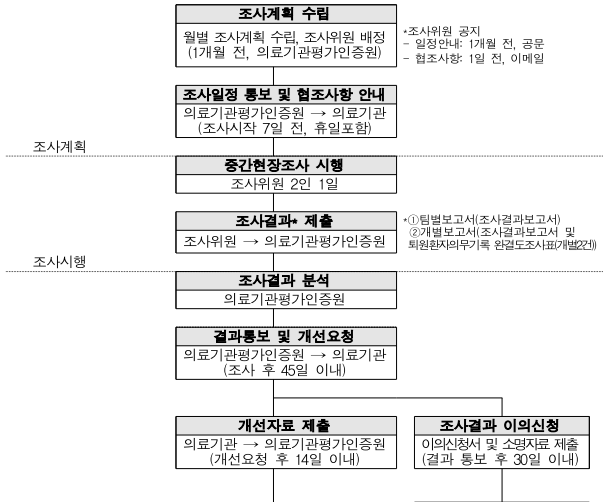 조사계획 수립
월별 조사계획 수립, 조사위원 배정
(1개월 전, 의료기관평가인증원)
*조사위원 공지
- 일정안내: 1개월 전, 공문
- 협조사항: 1일 전, 이메일
조사일정 통보 및 협조사항 안내
의료기관평가인증원 → 의료기관
(조사시작 7일 전, 휴일포함)
조사계획
중간현장조사 시행
조사위원 2인 1일
조사결과* 제출
조사위원 → 의료기관평가인증원
*①팀별보고서(조사결과보고서)
②개별보고서(조사결과보고서 및
퇴원환자의무기록 완결도조사표(개별2건))
조사시행
조사결과 분석
의료기관평가인증원
결과통보 및 개선요청
의료기관평가인증원 → 의료기관
(조사 후 45일 이내)
개선자료 제출
의료기관 → 의료기관평가인증원
(개선요청 후 14일 이내)
조사결과 이의신청
이의신청서 및 소명자료 제출
(결과 통보 후 30일 이내)